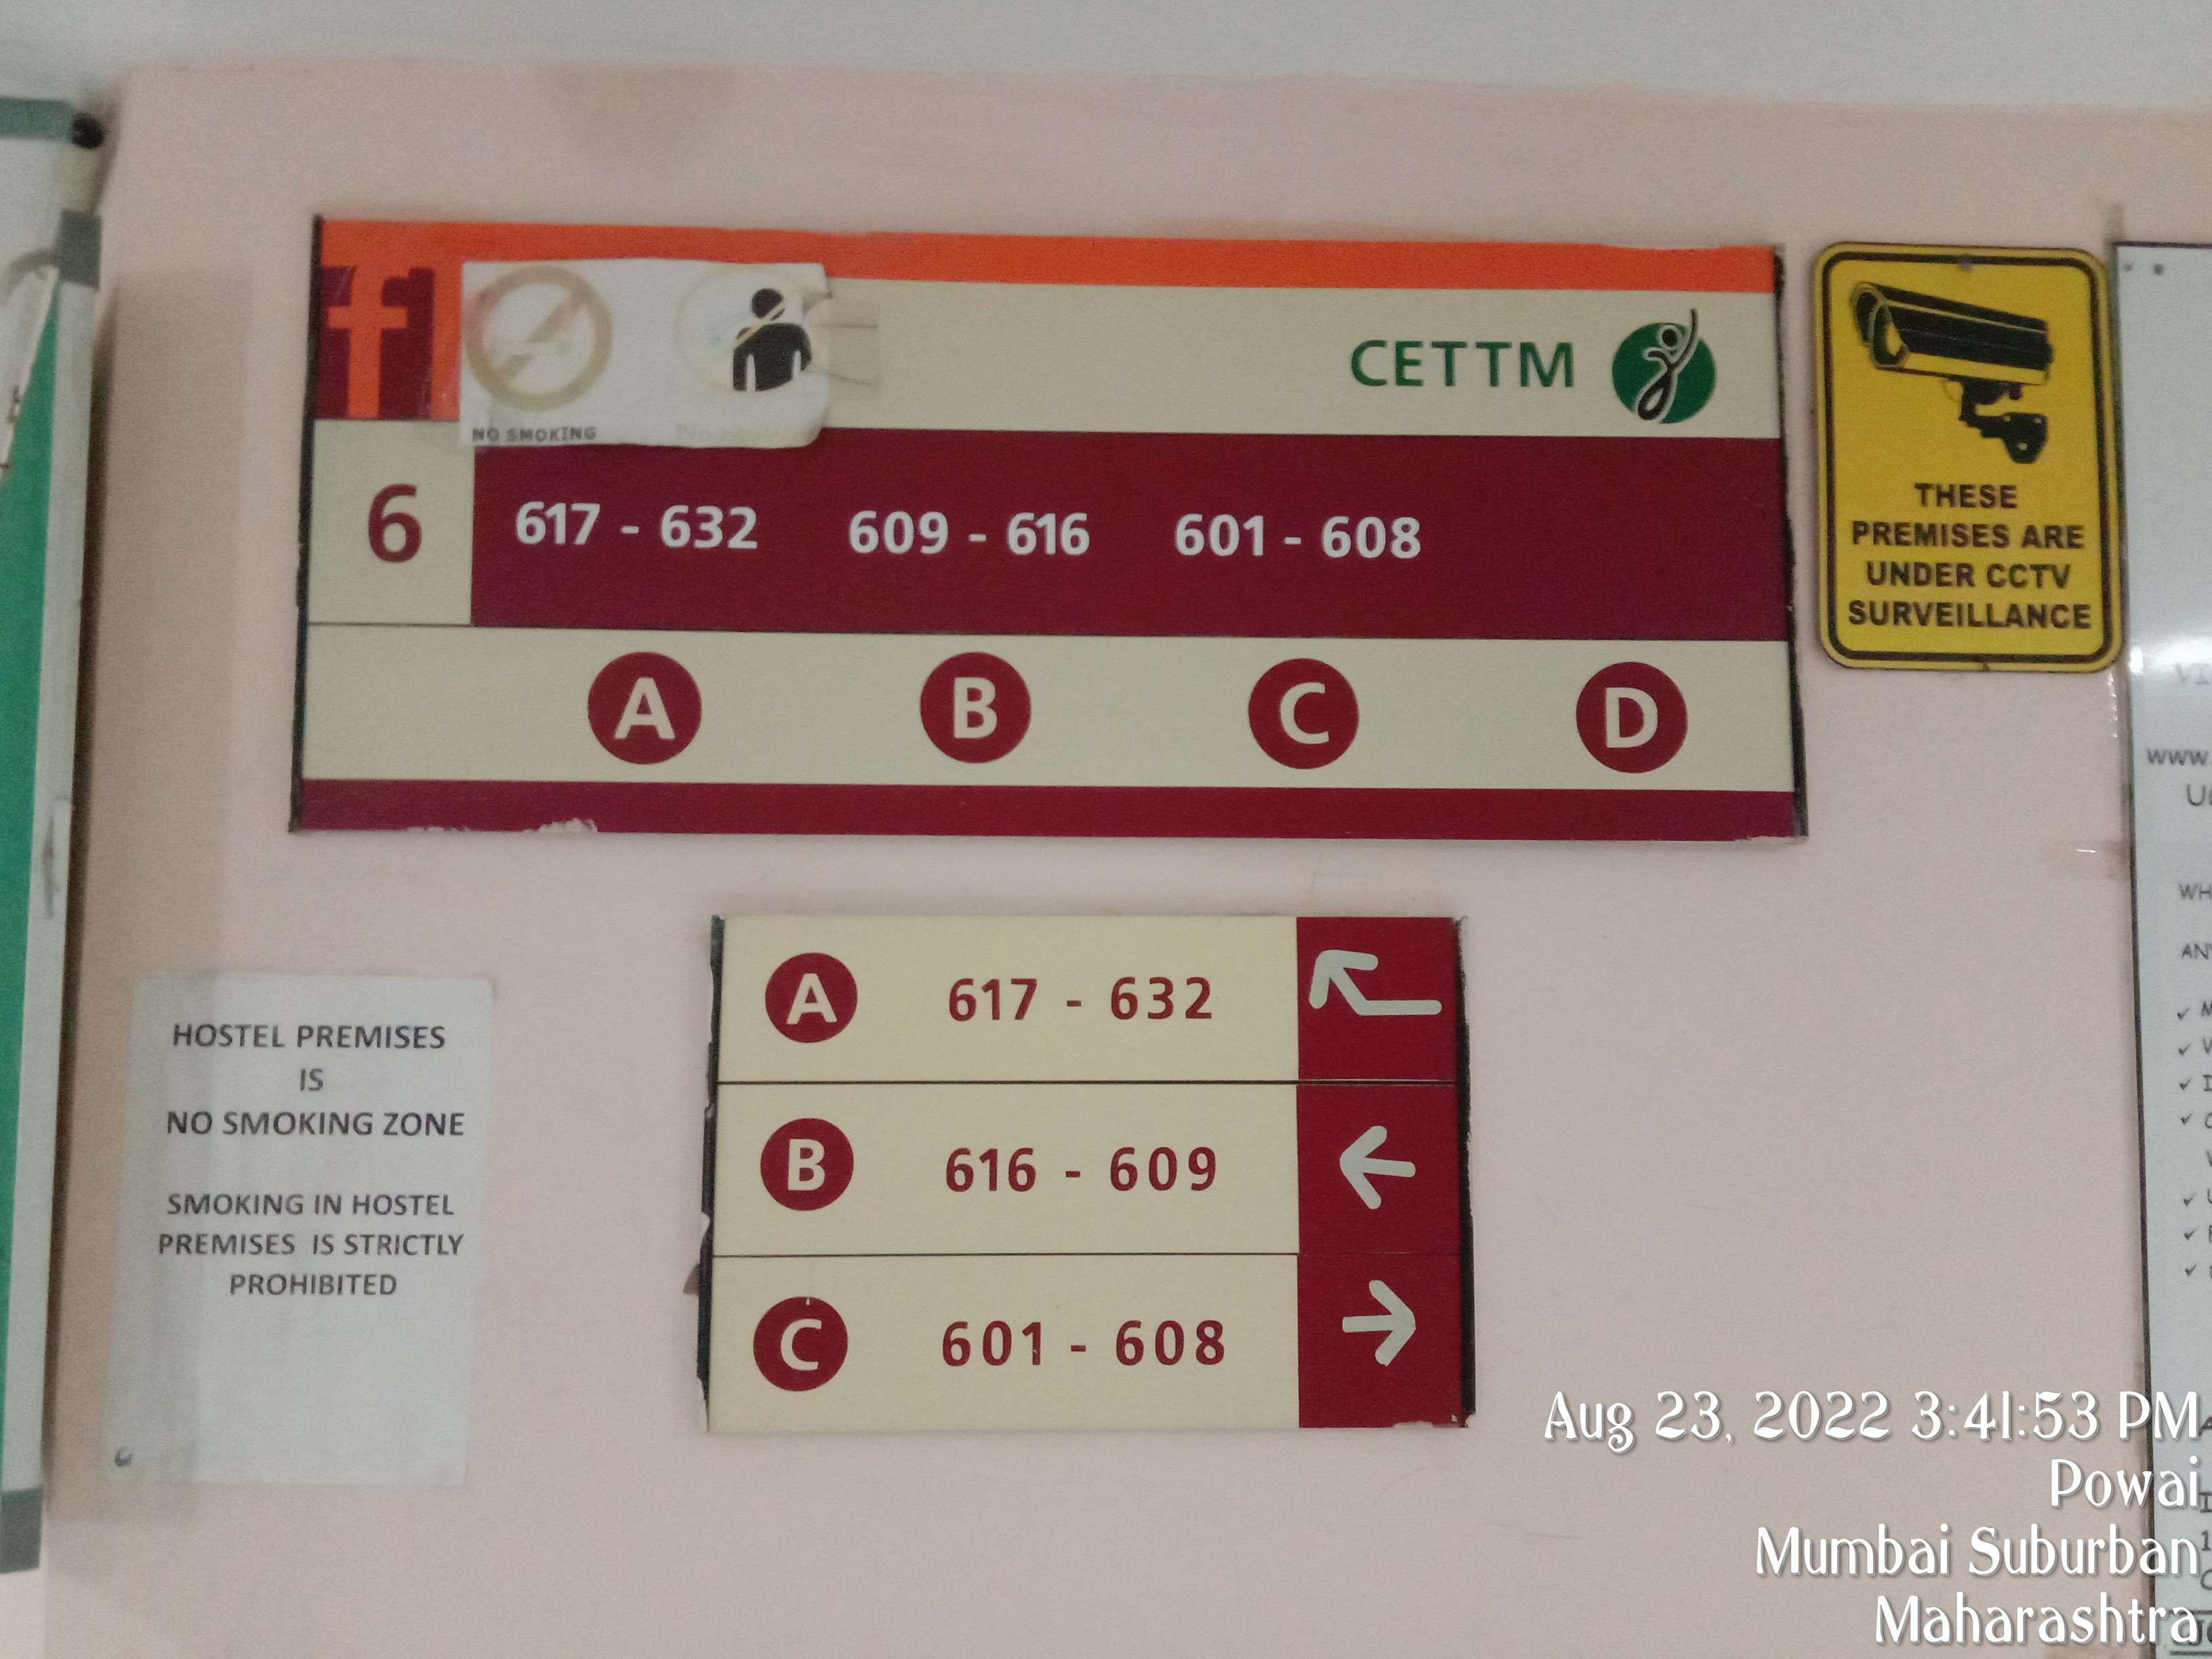 f
NO SMOKING
CETTM
6
617 - 632 609 - 616 601 - 608
A B C D
THESE
PREMISES ARE
UNDER CCTV
SURVEILLANCE
A 617 - 632
B 616 - 609
C 601 - 608
HOSTEL PREMISES
IS
NO SMOKING ZONE
SMOKING IN HOSTEL
PREMISES IS STRICTLY
PROHIBITED
www.
Aug 23, 2022 3:41:53 PM
Powai
Mumbai Suburban
Maharashtra